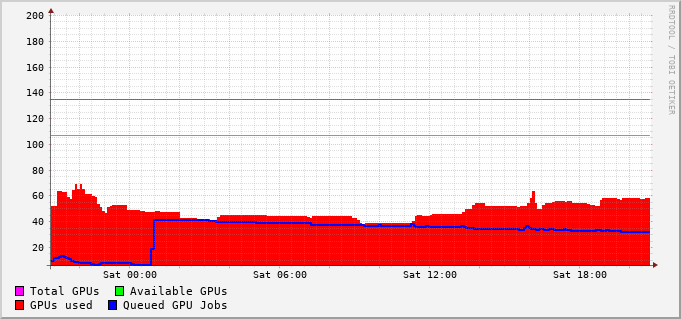 200
180
160
140
120
100
80
60
40
20
Sat 00:00 Sat 06:00 Sat 12:00 Sat 18:00
Total GPUs Available GPUs
GPUs used Queued GPU Jobs
RRDTOOL / TOBI OETIKER